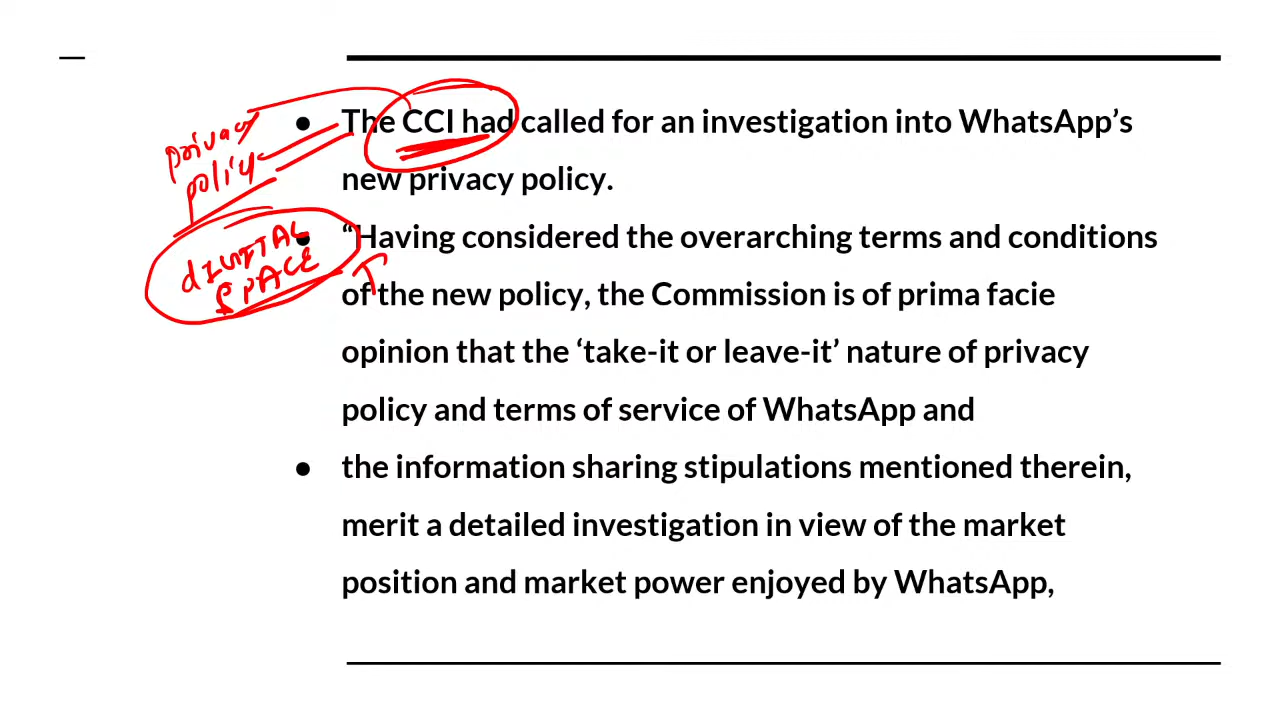 privacy
policy
dIGITAL
SPACE
● The CCI had called for an investigation into WhatsApp’s
new privacy policy.
● “Having considered the overarching terms and conditions
of the new policy, the Commission is of prima facie
opinion that the ‘take-it or leave-it’ nature of privacy
policy and terms of service of WhatsApp and
● the information sharing stipulations mentioned therein,
merit a detailed investigation in view of the market
position and market power enjoyed by WhatsApp,